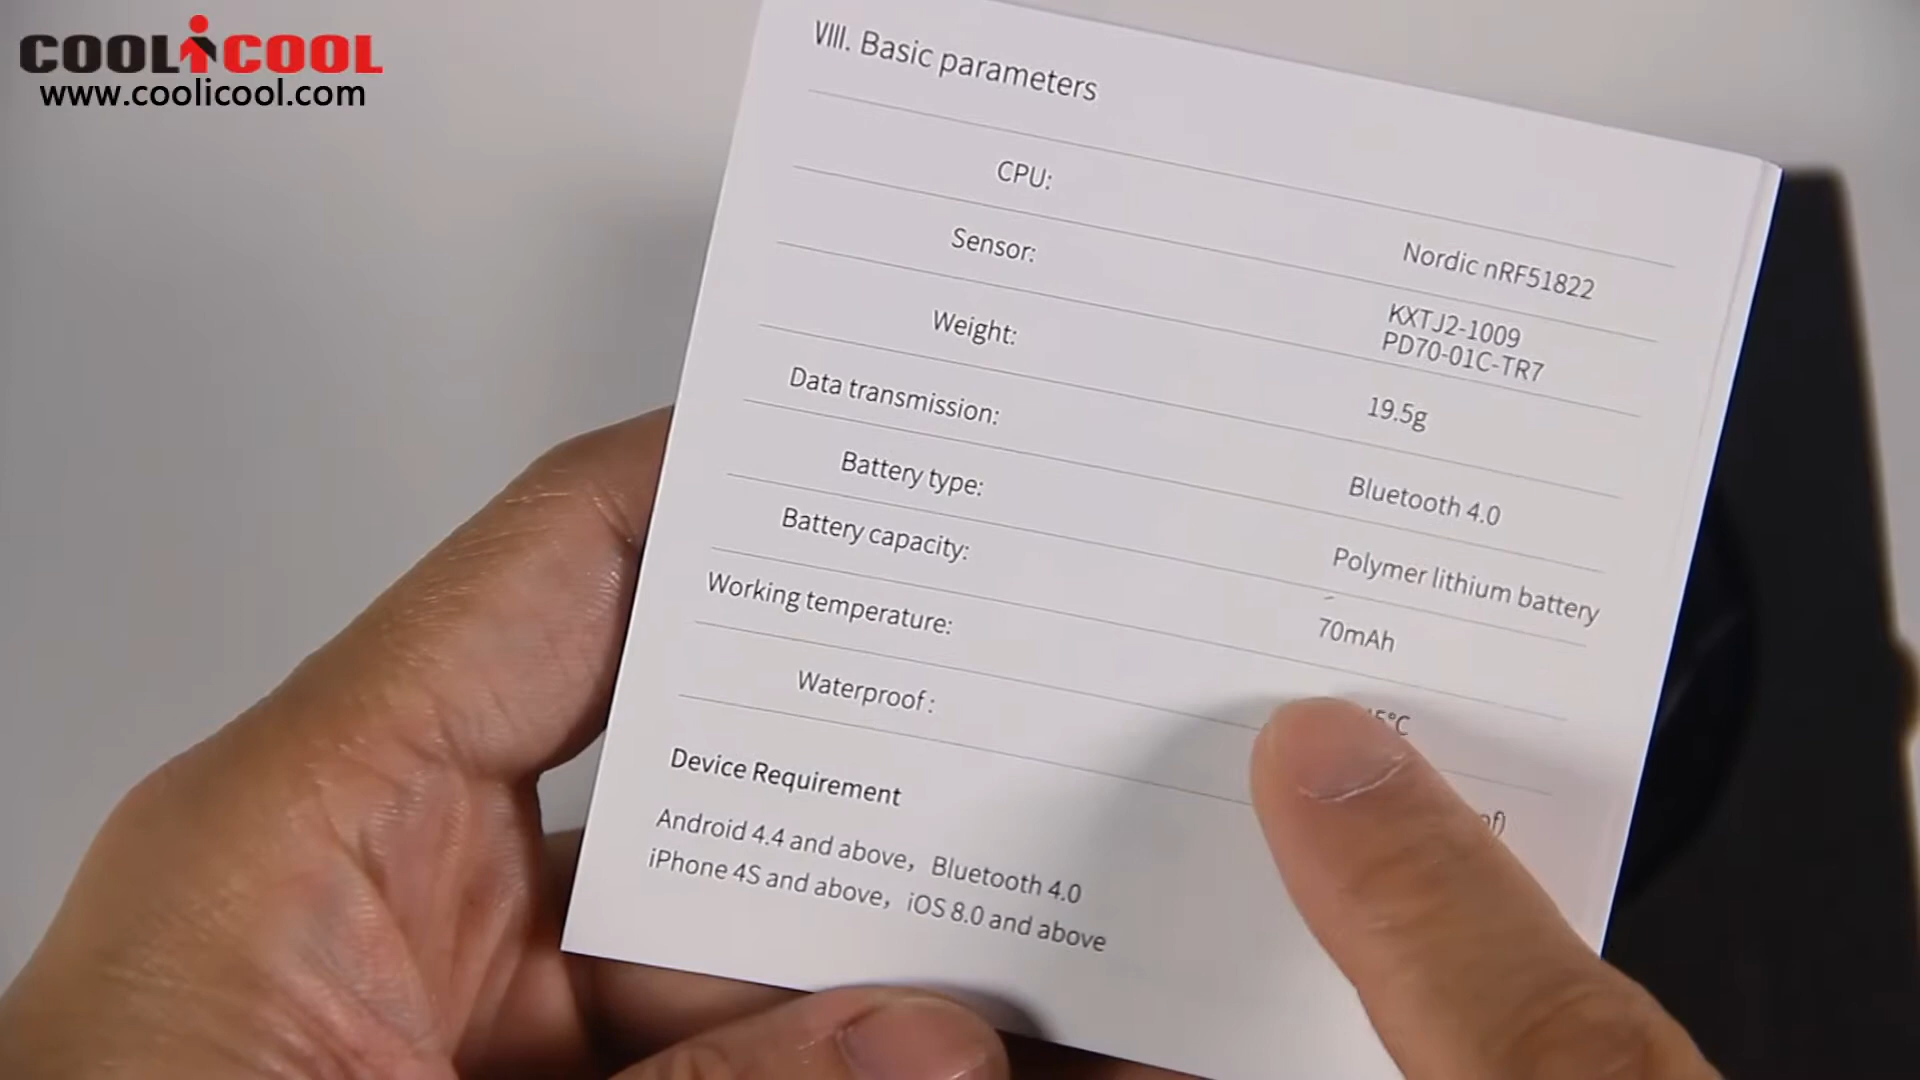 COOLiCOOL
www.coolicool.com
VIII. Basic parameters
CPU: Nordic nRF51822
Sensor: KXTJ2-1009
PD70-01C-TR7
Weight: 19.5g
Data transmission: Bluetooth 4.0
Battery type: Polymer lithium battery
Battery capacity: 70mAh
Working temperature:
Waterproof :
Device Requirement
Android 4.4 and above，Bluetooth 4.0
iPhone 4S and above，iOS 8.0 and above